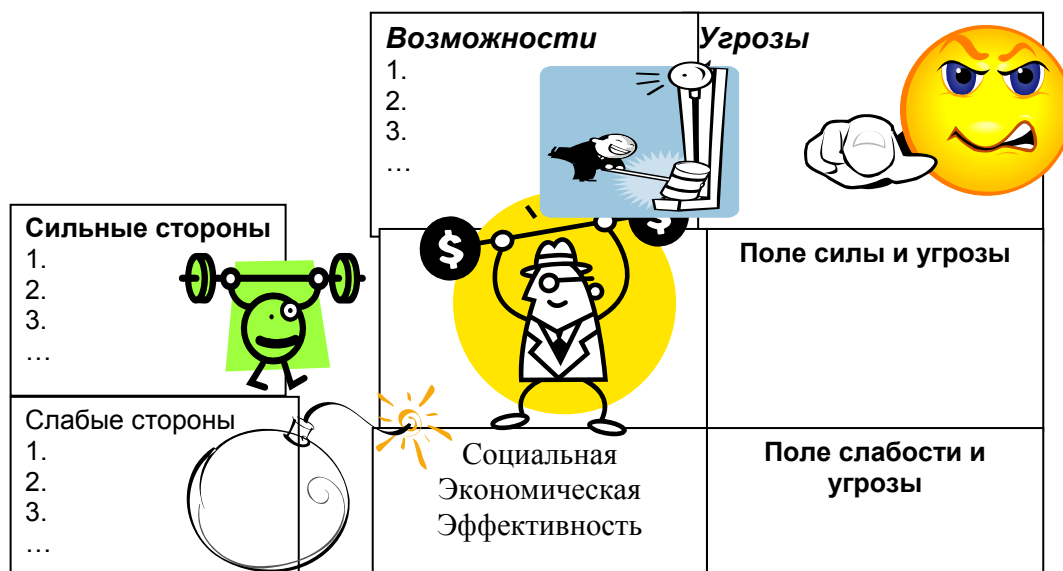 Возможности
1.
2.
3.
…
Угрозы
Сильные стороны
1.
2.
3.
…
$ $
Поле силы и угрозы
Слабые стороны
1.
2.
3.
…
Социальная
Экономическая
Эффективность
Поле слабости и
угрозы